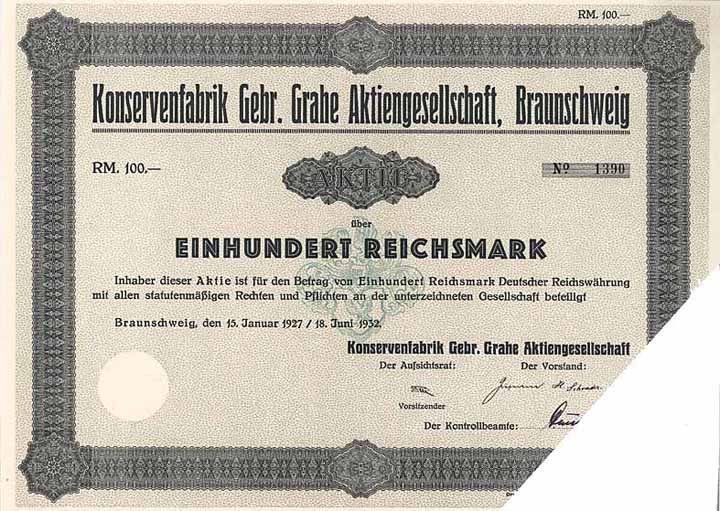 RM. 100.—
Konservenfabrik Gebr. Grahe Aktiengesellschaft, Braunschweig
RM. 100.—
AKTIE
Nº 1390
über
EINHUNDERT REICHSMARK
Inhaber dieser Aktie ist für den Betrag von Einhundert Reichsmark Deutscher Reichswährung
mit allen statutenmäßigen Rechten und Pflichten an der unterzeichneten Gesellschaft beteiligt
Braunschweig, den 15. Januar 1927 / 18. Juni 1932.
Konservenfabrik Gebr. Grahe Aktiengesellschaft
Der Aufsichtsrat: Der Vorstand:
Vorsitzender
Der Kontrollbeamte: